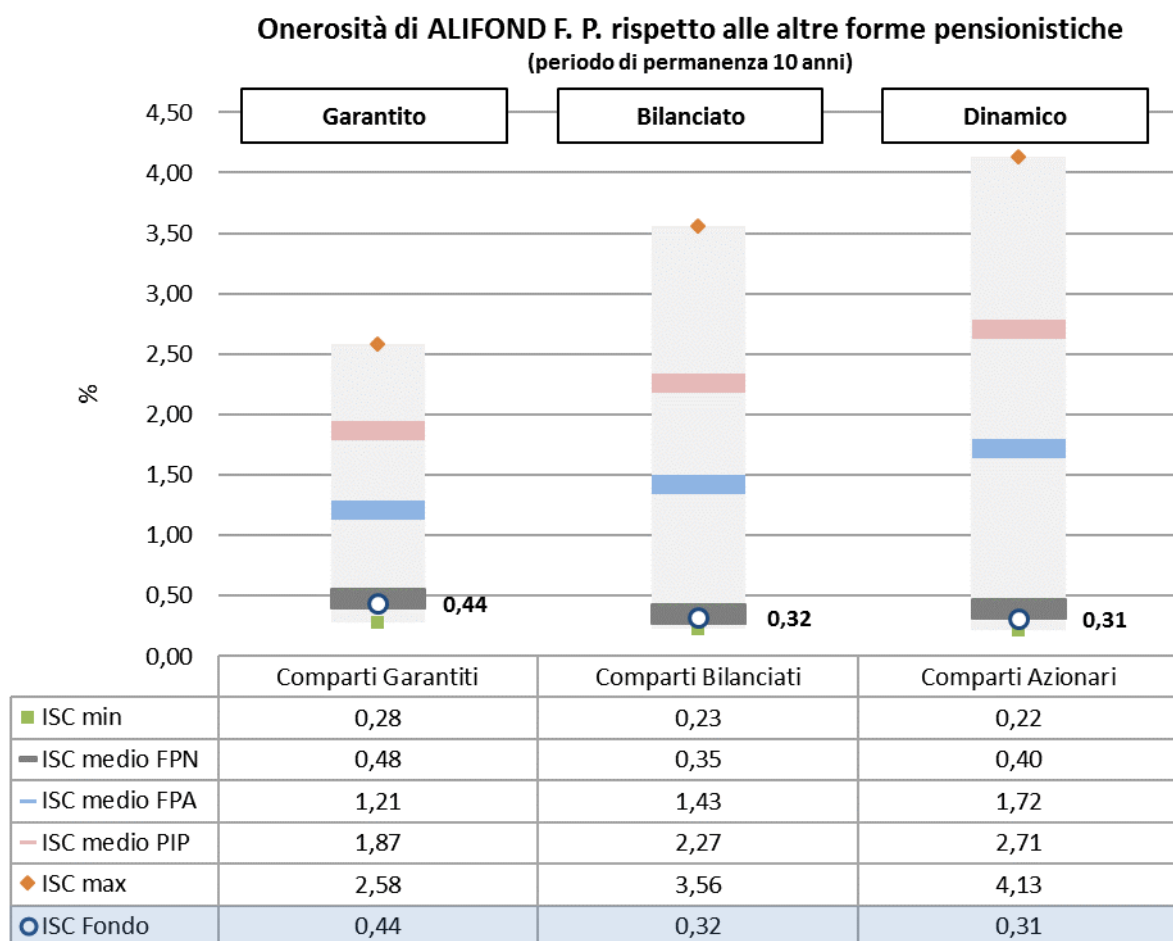 Onerosità di ALIFOND F. P. rispetto alle altre forme pensionistiche
(periodo di permanenza 10 anni)
Garantito Bilanciato Dinamico
4,50
4,00
3,50
3,00
2,50
2,00
1,50
1,00
0,50
0,00
%
0,44 0,32 0,31
Comparti Garantiti Comparti Bilanciati Comparti Azionari
ISC min 0,28 0,23 0,22
ISC medio FPN 0,48 0,35 0,40
ISC medio FPA 1,21 1,43 1,72
ISC medio PIP 1,87 2,27 2,71
ISC max 2,58 3,56 4,13
ISC Fondo 0,44 0,32 0,31